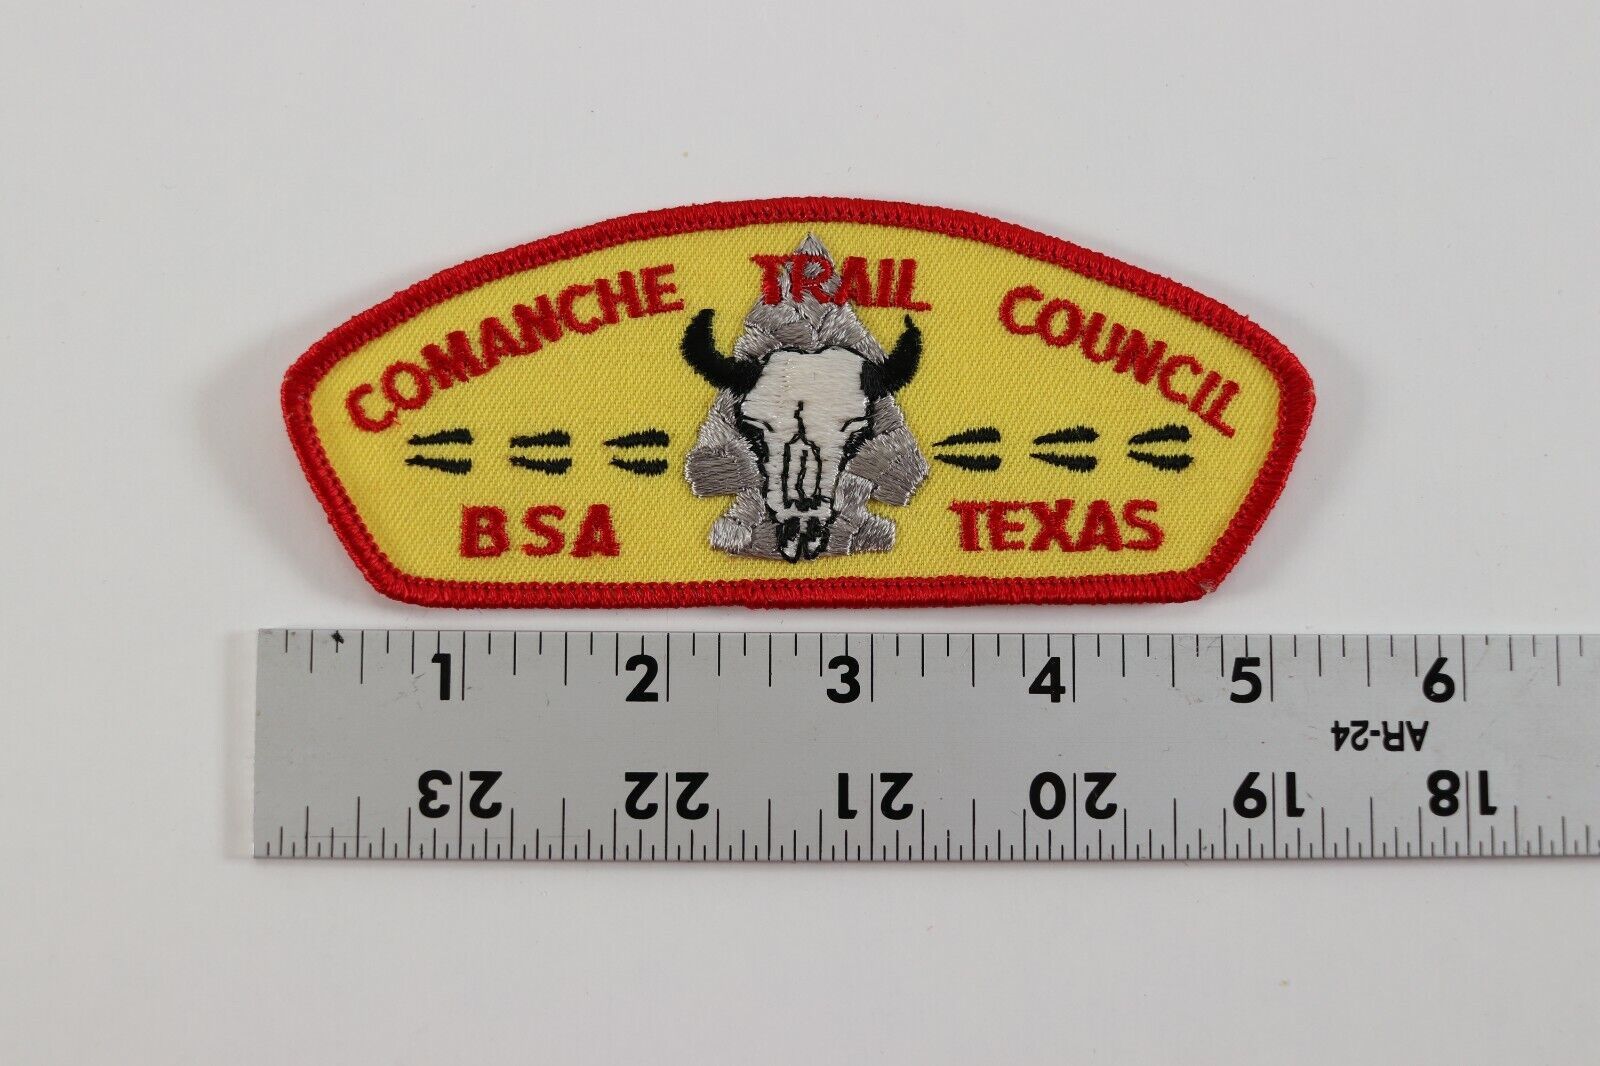 COMANCHE TRAIL COUNCIL
BSA TEXAS
1 2 3 4 5 6
AR-24
23 22 21 20 19 18